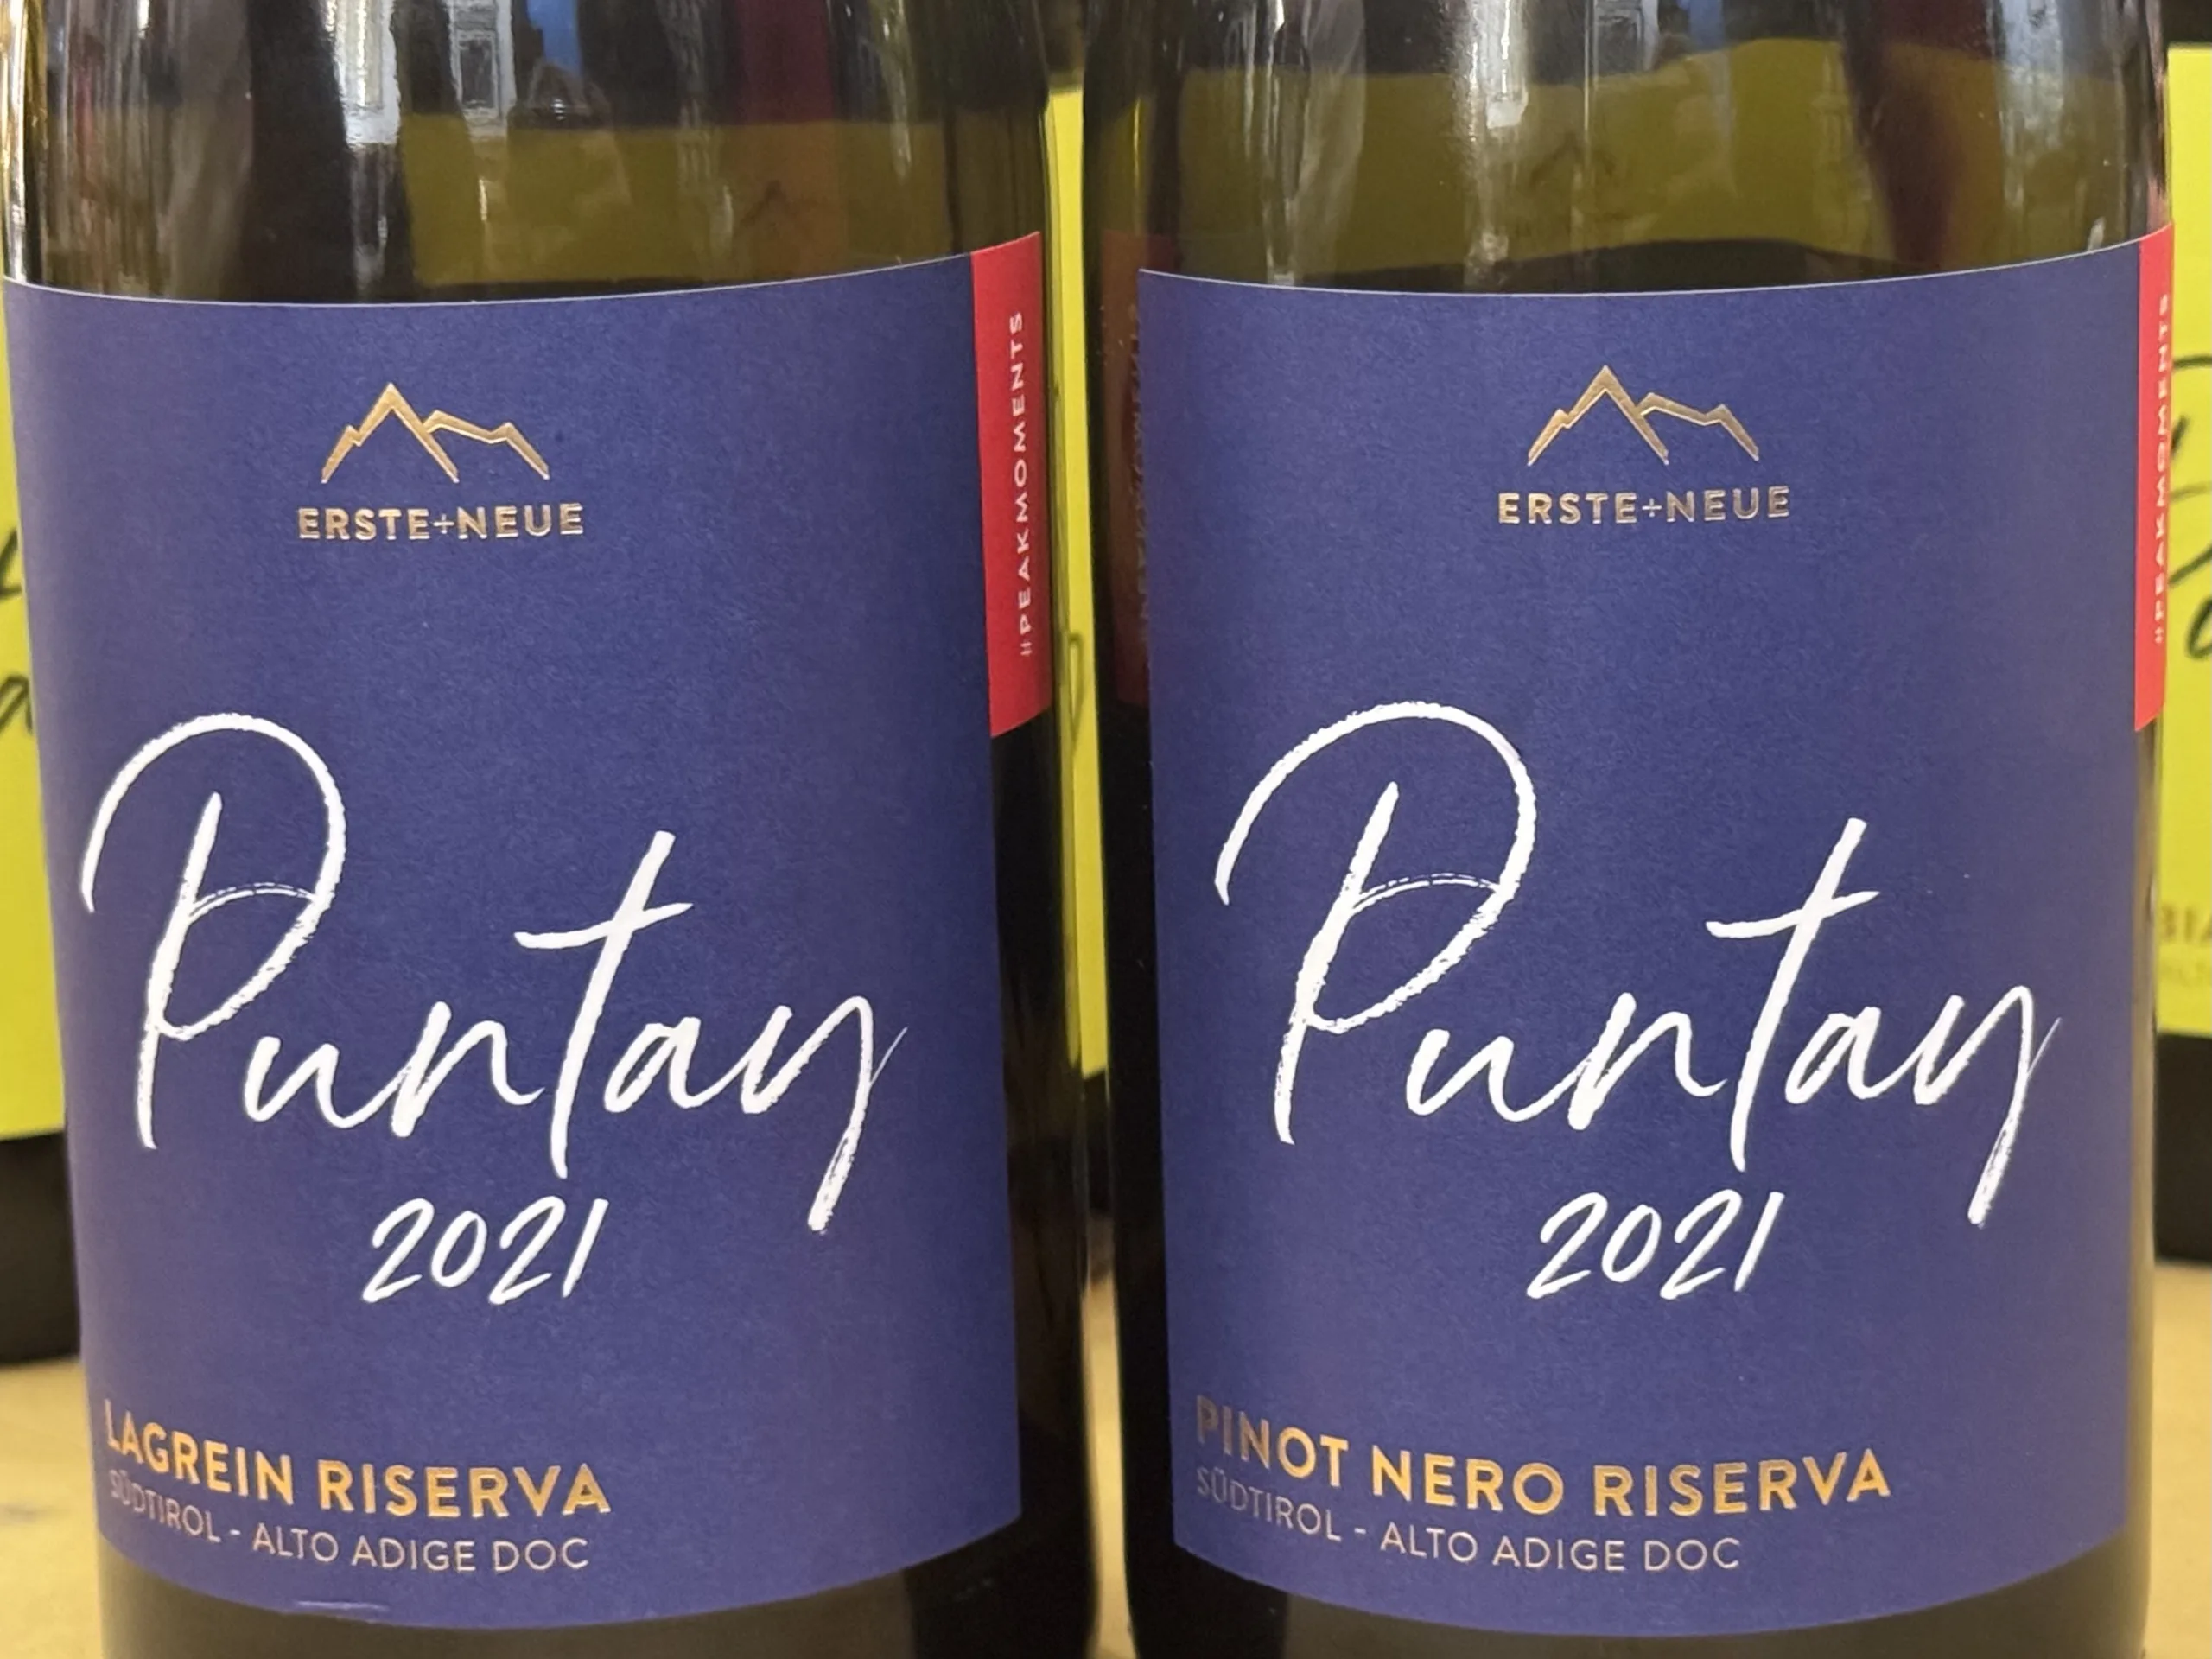 ERSTE+NEUE
#PEAKMOMENTS
Puntay
2021
LAGREIN RISERVA
SÜDTIROL - ALTO ADIGE DOC
ERSTE+NEUE
#PEAKMOMENTS
Puntay
2021
PINOT NERO RISERVA
SÜDTIROL - ALTO ADIGE DOC